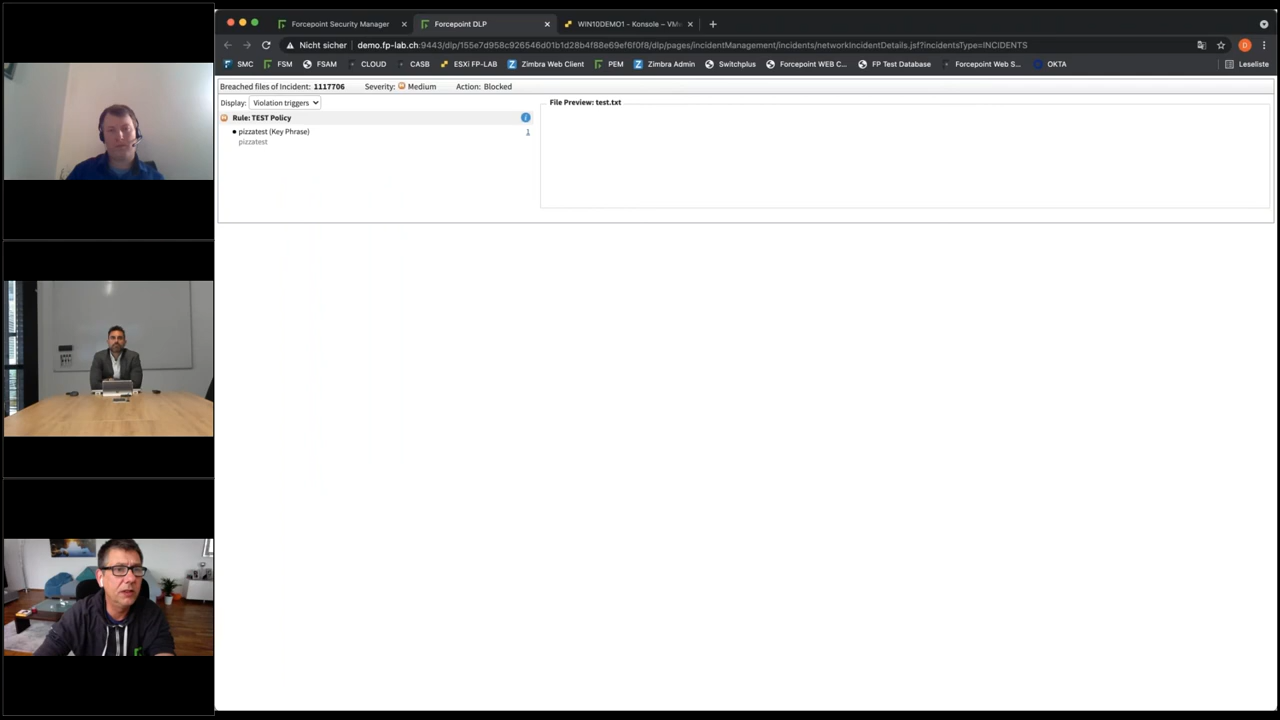 Forcepoint Security Manager
Forcepoint DLP
WIN10DEMO1 - Konsole – VM
Nicht sicher demo.fp-lab.ch:9443/dlp/155e7d958c926546d01b1d28b4f88e69ef6f0f8/dlp/pages/incidentManagement/incidents/networkIncidentDetails.jsf?incidentsType=INCIDENTS
D
SMC FSM FSAM CLOUD CASB ESXi FP-LAB Zimbra Web Client PEM Zimbra Admin Switchplus Forcepoint WEB C... FP Test Database Forcepoint Web S... OKTA Leseliste
Breached files of Incident: 1117706 Severity: Medium Action: Blocked
Display: Violation triggers
File Preview: test.txt
Rule: TEST Policy
pizzatest (Key Phrase) 1
pizzatest